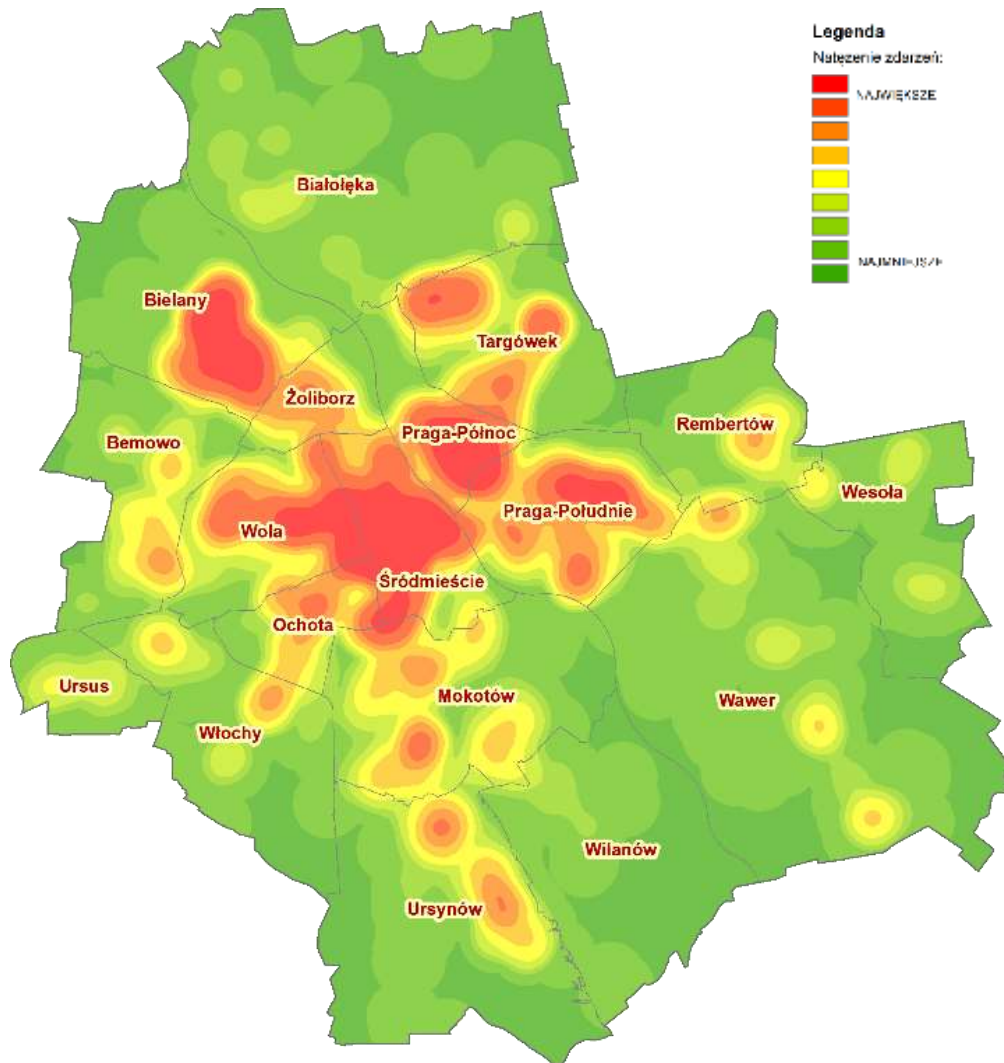 Legenda
Natęzenie zdarzeń:
NAJWIĘKSZE
NAJMNIEJSZE
Białołęka
Bielany
Targówek
Żoliborz
Praga-Północ
Rembertów
Bemowo
Wesoła
Praga-Południe
Wola
Śródmieście
Ochota
Ursus
Mokotów
Wawer
Włochy
Wilanów
Ursynów